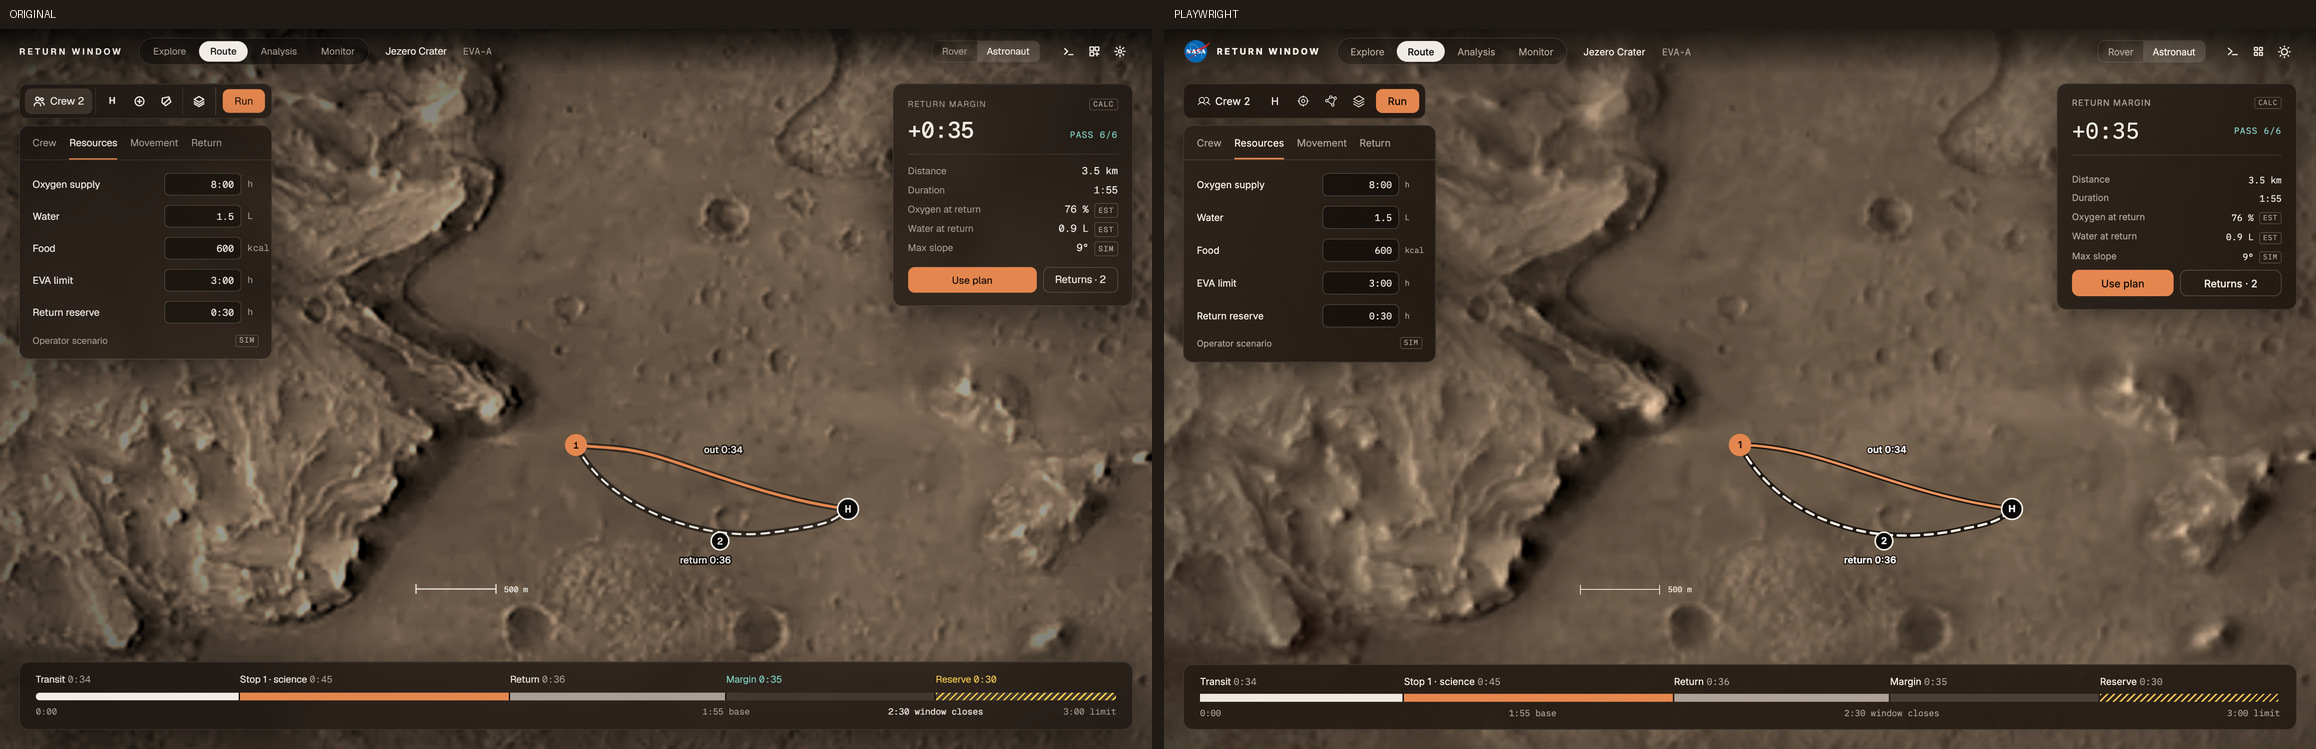 ORIGINAL
RETURN WINDOW Explore Route Analysis Monitor Jezero Crater EVA-A Rover Astronaut
Crew 2 H Run
Crew Resources Movement Return
Oxygen supply 8:00 h
Water 1.5 L
Food 600 kcal
EVA limit 3:00 h
Return reserve 0:30 h
Operator scenario SIM
RETURN MARGIN CALC
+0:35 PASS 6/6
Distance 3.5 km
Duration 1:55
Oxygen at return 76 % EST
Water at return 0.9 L EST
Max slope 9° SIM
Use plan Returns · 2
1
out 0:34
H
2
return 0:36
500 m
Transit 0:34 Stop 1 · science 0:45 Return 0:36 Margin 0:35 Reserve 0:30
0:00 1:55 base 2:30 window closes 3:00 limit
PLAYWRIGHT
NASA RETURN WINDOW Explore Route Analysis Monitor Jezero Crater EVA-A Rover Astronaut
Crew 2 H Run
Crew Resources Movement Return
Oxygen supply 8:00 h
Water 1.5 L
Food 600 kcal
EVA limit 3:00 h
Return reserve 0:30 h
Operator scenario SIM
RETURN MARGIN CALC
+0:35 PASS 6/6
Distance 3.5 km
Duration 1:55
Oxygen at return 76 % EST
Water at return 0.9 L EST
Max slope 9° SIM
Use plan Returns · 2
1
out 0:34
H
2
return 0:36
500 m
Transit 0:34 Stop 1 · science 0:45 Return 0:36 Margin 0:35 Reserve 0:30
0:00 1:55 base 2:30 window closes 3:00 limit